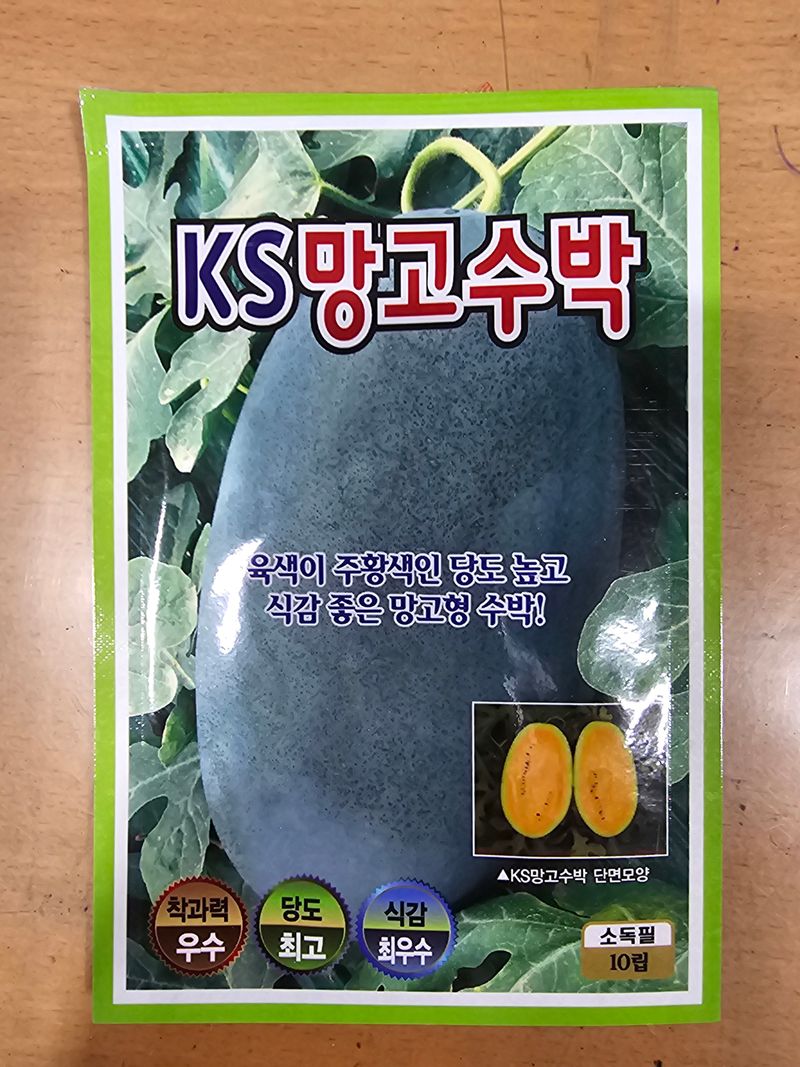 KS망고수박
육색이 주황색인 당도 높고
식감 좋은 망고형 수박!
▲KS망고수박 단면모양
착과력
우수
당도
최고
식감
최우수
소독필
10립